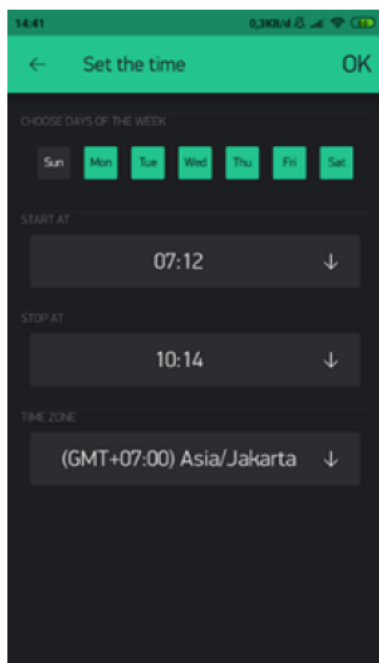 14:41 0,3KB/d
← Set the time OK
CHOOSE DAYS OF THE WEEK
Sun Mon Tue Wed Thu Fri Sat
START AT
07:12 ↓
STOP AT
10:14 ↓
TIME ZONE
(GMT+07:00) Asia/Jakarta ↓